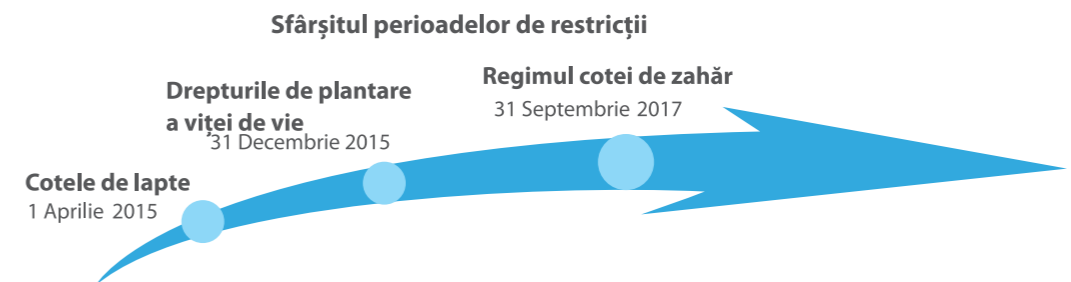 Sfârșitul perioadelor de restricții
Cotele de lapte
1 Aprilie 2015
Drepturile de plantare
a viței de vie
31 Decembrie 2015
Regimul cotei de zahăr
31 Septembrie 2017